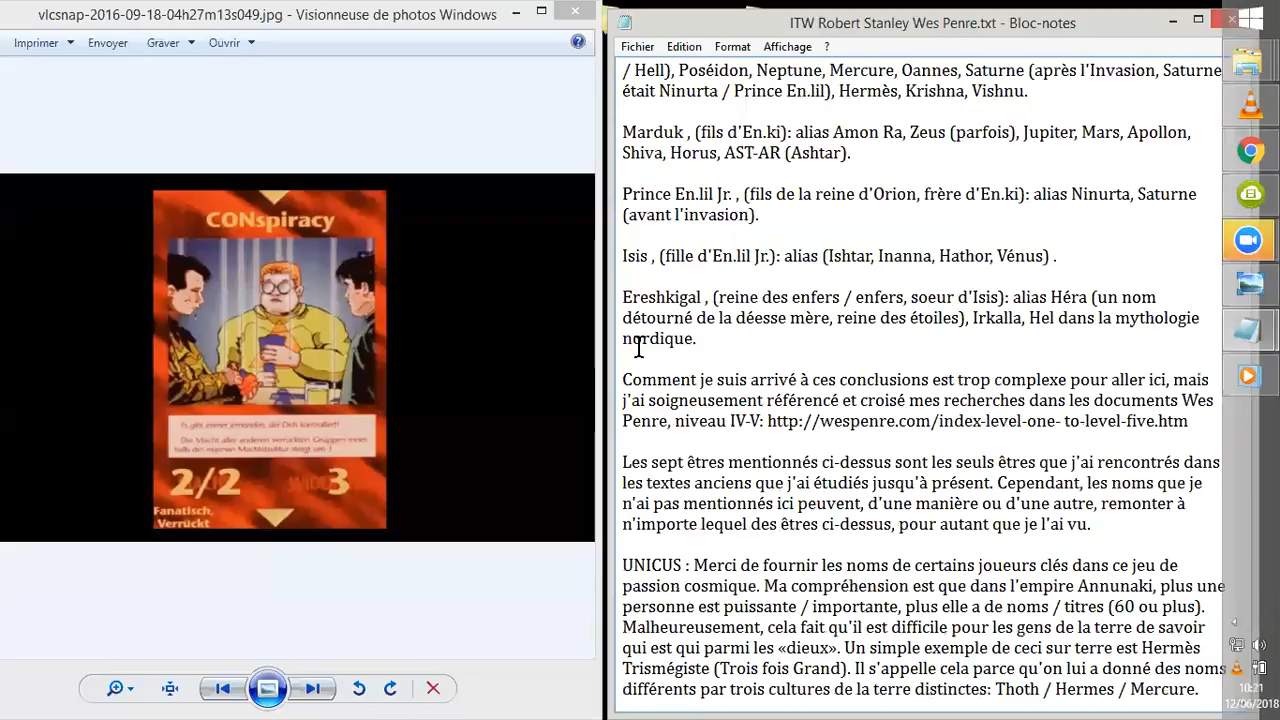 vlcsnap-2016-09-18-04h27m13s049.jpg - Visionneuse de photos Windows
Imprimer
Envoyer
Graver
Ouvrir
CONspiracy
Es gibt immer jemanden, der Dich kontrolliert!
Die Macht aller anderen verrückten Gruppen
2/2
3
Fanatisch,
Verrückt
ITW Robert Stanley Wes Penre.txt - Bloc-notes
Fichier
Edition
Format
Affichage
?
/ Hell), Poséidon, Neptune, Mercure, Oannes, Saturne (après l'Invasion, Saturne
était Ninurta / Prince En.lil), Hermès, Krishna, Vishnu.
Marduk , (fils d'En.ki): alias Amon Ra, Zeus (parfois), Jupiter, Mars, Apollon,
Shiva, Horus, AST-AR (Ashtar).
Prince En.lil Jr. , (fils de la reine d'Orion, frère d'En.ki): alias Ninurta, Saturne
(avant l'invasion).
Isis , (fille d'En.lil Jr.): alias (Ishtar, Inanna, Hathor, Vénus) .
Ereshkigal , (reine des enfers / enfers, soeur d'Isis): alias Héra (un nom
détourné de la déesse mère, reine des étoiles), Irkalla, Hel dans la mythologie
nordique.
Comment je suis arrivé à ces conclusions est trop complexe pour aller ici, mais
j'ai soigneusement référencé et croisé mes recherches dans les documents Wes
Penre, niveau IV-V: http://wespenre.com/index-level-one- to-level-five.htm
Les sept êtres mentionnés ci-dessus sont les seuls êtres que j'ai rencontrés dans
les textes anciens que j'ai étudiés jusqu'à présent. Cependant, les noms que je
n'ai pas mentionnés ici peuvent, d'une manière ou d'une autre, remonter à
n'importe lequel des êtres ci-dessus, pour autant que je l'ai vu.
UNICUS : Merci de fournir les noms de certains joueurs clés dans ce jeu de
passion cosmique. Ma compréhension est que dans l'empire Annunaki, plus une
personne est puissante / importante, plus elle a de noms / titres (60 ou plus).
Malheureusement, cela fait qu'il est difficile pour les gens de la terre de savoir
qui est qui parmi les «dieux». Un simple exemple de ceci sur terre est Hermès
Trismégiste (Trois fois Grand). Il s'appelle cela parce qu'on lui a donné des noms
différents par trois cultures de la terre distinctes: Thoth / Hermes / Mercure.
10:21
12/06/2018